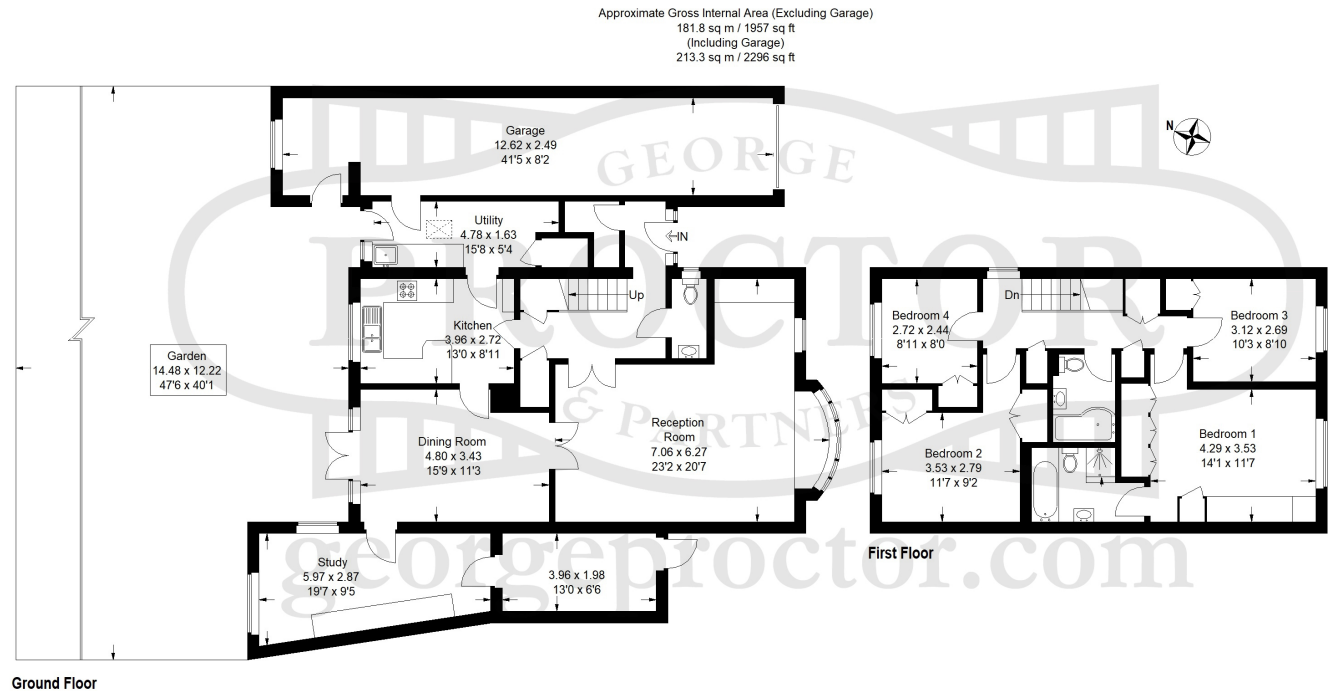 Approximate Gross Internal Area (Excluding Garage)
181.8 sq m / 1957 sq ft
(Including Garage)
213.3 sq m / 2296 sq ft
N
Garage
12.62 x 2.49
41'5 x 8'2
GEORGE
PROCTOR
& PARTNERS
georgeproctor.com
Utility
4.78 x 1.63
15'8 x 5'4
IN
Up
Kitchen
3.96 x 2.72
13'0 x 8'11
Garden
14.48 x 12.22
47'6 x 40'1
Dining Room
4.80 x 3.43
15'9 x 11'3
Reception
Room
7.06 x 6.27
23'2 x 20'7
Study
5.97 x 2.87
19'7 x 9'5
3.96 x 1.98
13'0 x 6'6
Ground Floor
Dn
Bedroom 4
2.72 x 2.44
8'11 x 8'0
Bedroom 3
3.12 x 2.69
10'3 x 8'10
Bedroom 2
3.53 x 2.79
11'7 x 9'2
Bedroom 1
4.29 x 3.53
14'1 x 11'7
First Floor